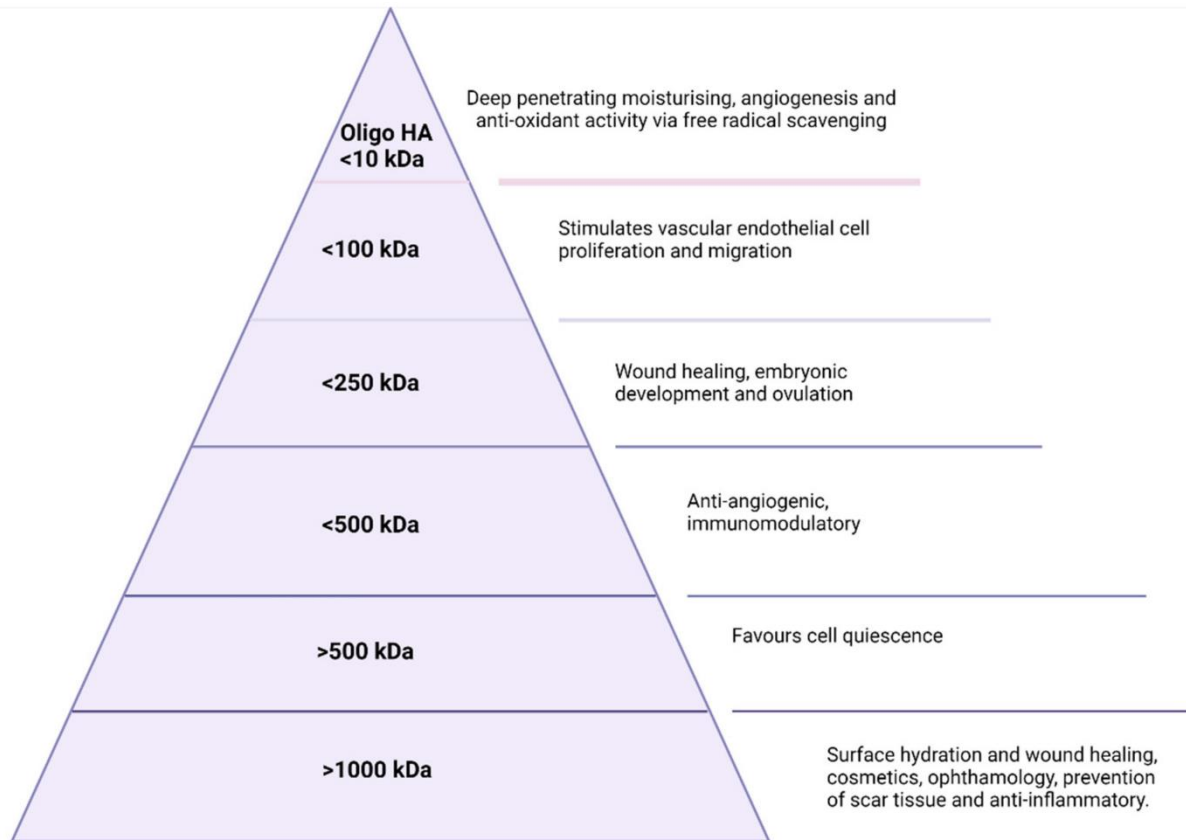 Deep penetrating moisturising, angiogenesis and
anti-oxidant activity via free radical scavenging
Oligo HA
<10 kDa
Stimulates vascular endothelial cell
proliferation and migration
<100 kDa
Wound healing, embryonic
development and ovulation
<250 kDa
Anti-angiogenic,
immunomodulatory
<500 kDa
Favours cell quiescence
>500 kDa
Surface hydration and wound healing,
cosmetics, ophthamology, prevention
of scar tissue and anti-inflammatory.
>1000 kDa